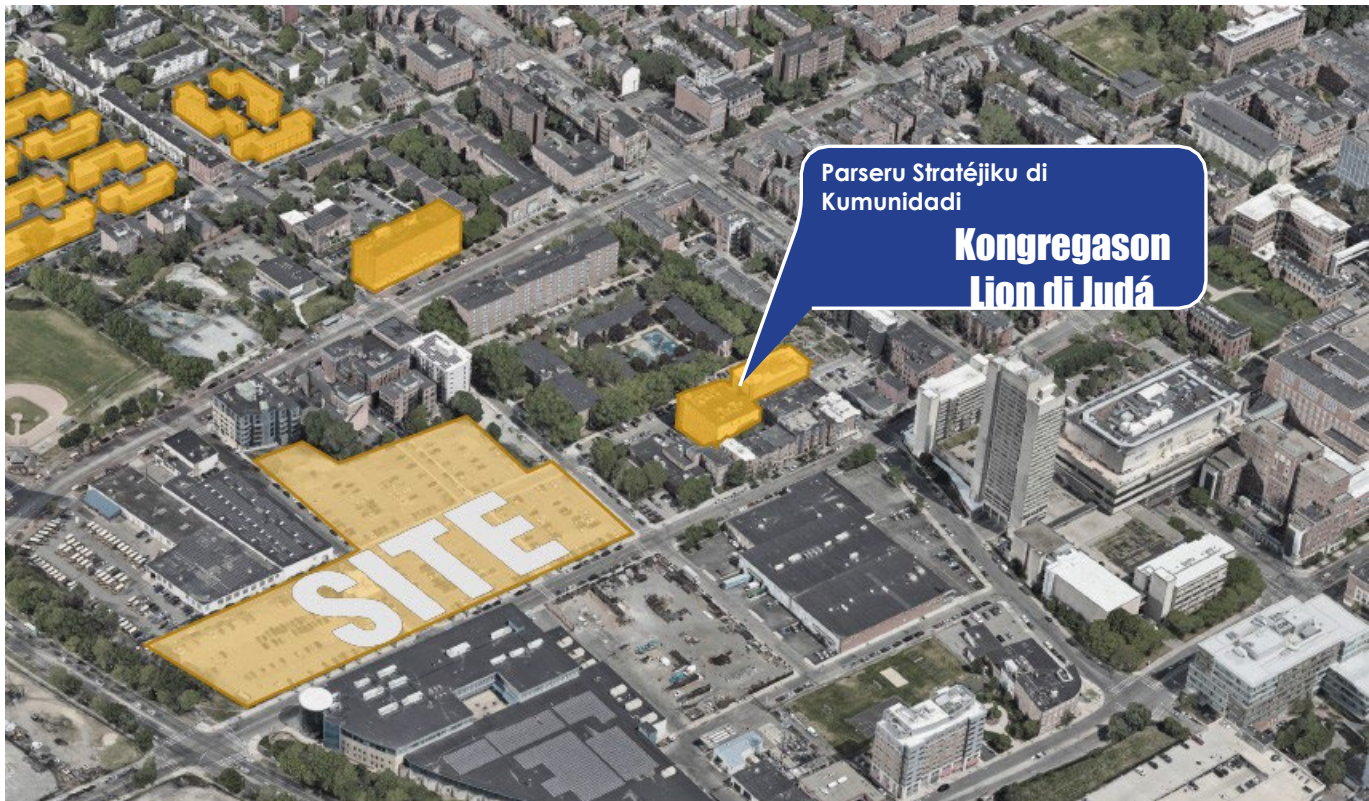 Parseru Stratéjiku di
Kumunidadi
Kongregason
Lion di Judá
SITE